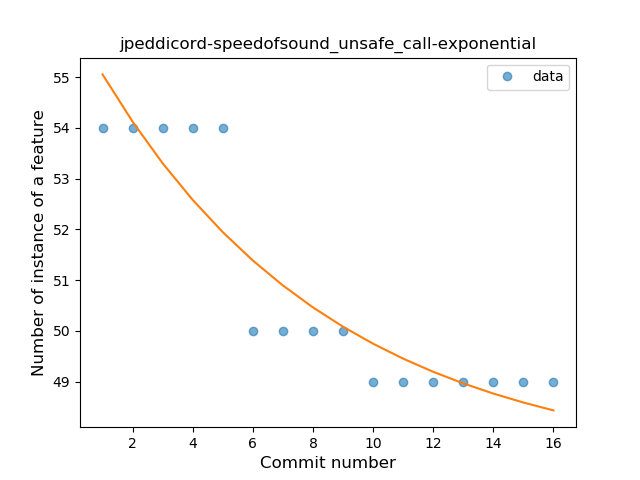 jpeddicord-speedofsound_unsafe_call-exponential
data
Number of instance of a feature
55
54
53
52
51
50
49
2 4 6 8 10 12 14 16
Commit number